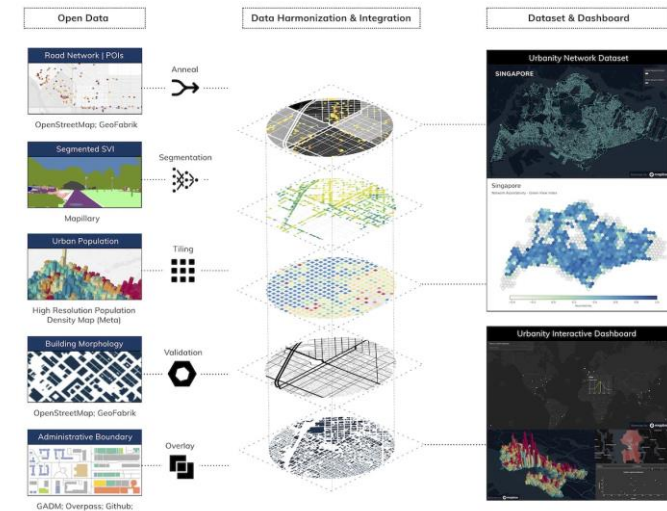 Open Data
Data Harmonization & Integration
Dataset & Dashboard
Road Network | POIs
Anneal
OpenStreetMap; GeoFabrik
Segmented SVI
Segmentation
Mapillary
Urban Population
Tiling
High Resolution Population
Density Map (Meta)
Building Morphology
Validation
OpenStreetMap; GeoFabrik
Administrative Boundary
Overlay
GADM; Overpass; Github;
Urbanity Network Dataset
SINGAPORE
Singapore
Urbanity Interactive Dashboard